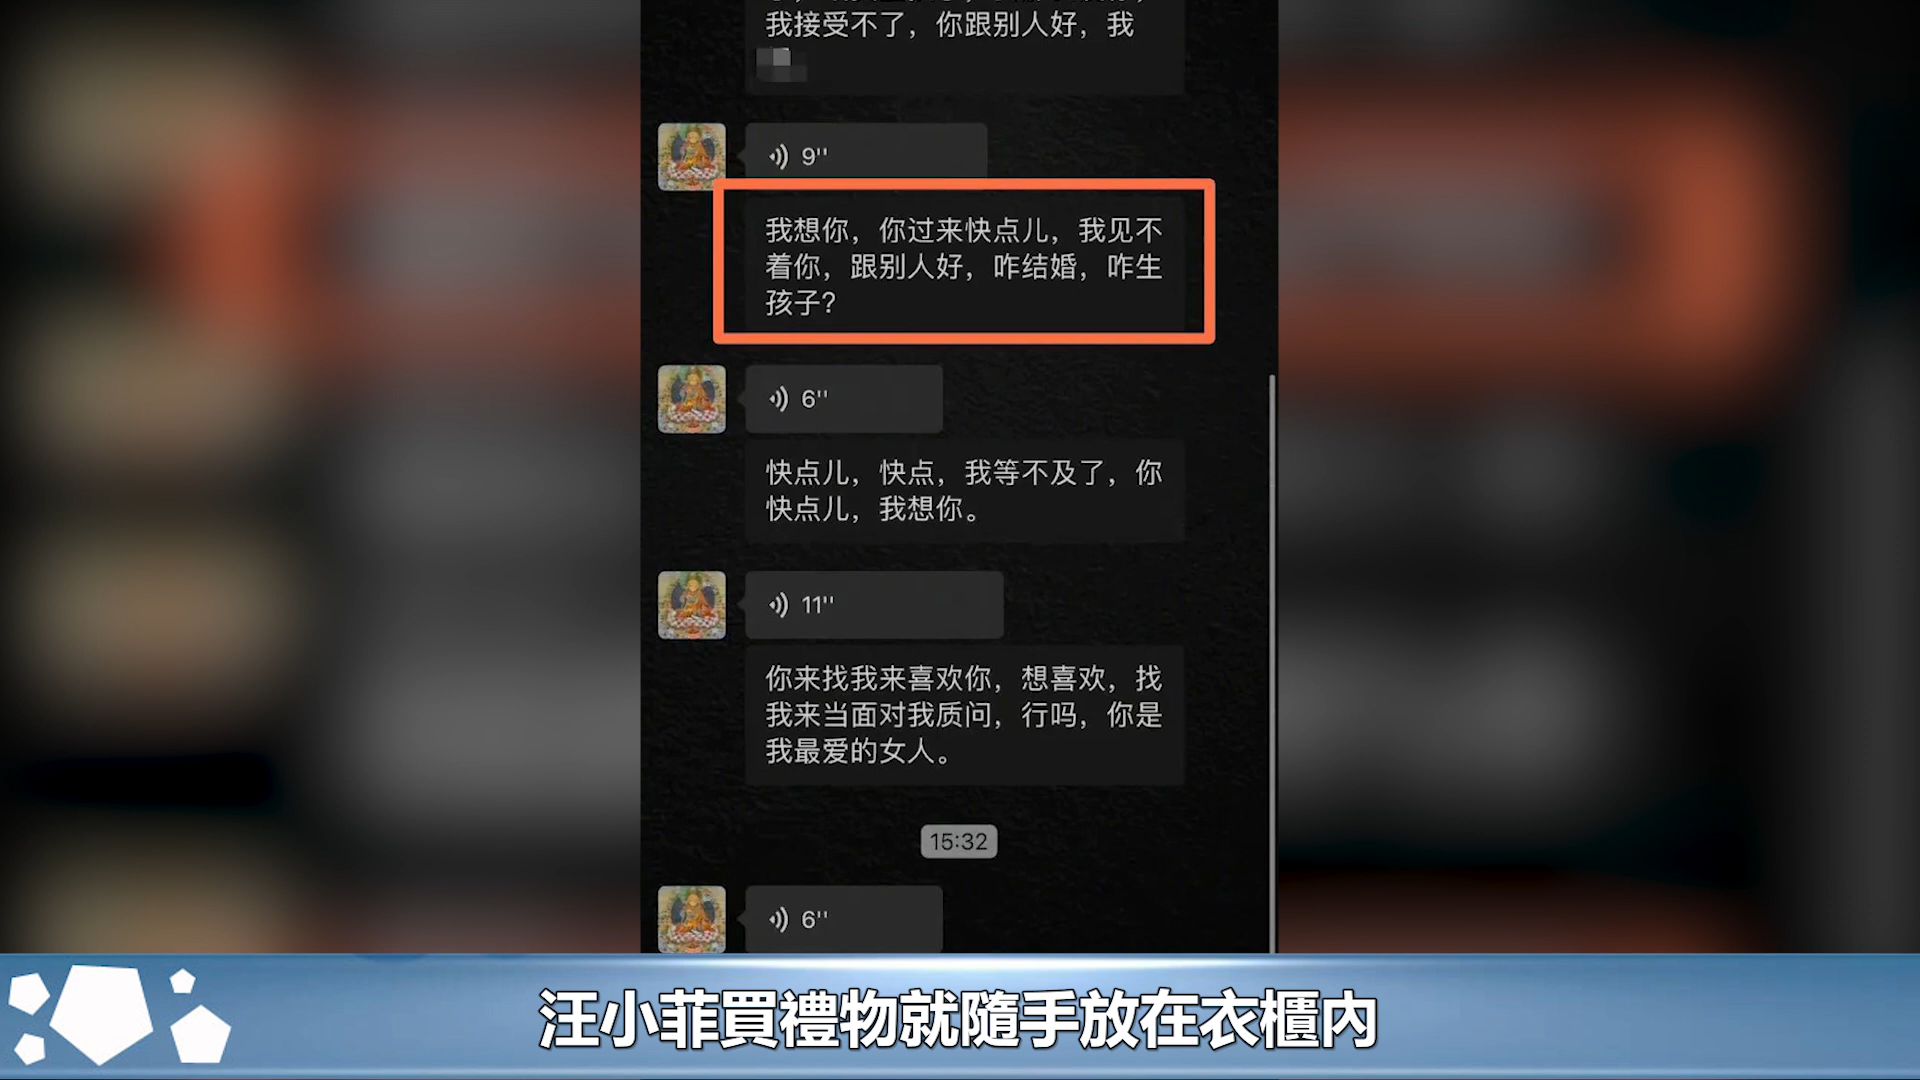 我接受不了，你跟别人好，我
9''
我想你，你过来快点儿，我见不
着你，跟别人好，咋结婚，咋生
孩子？
6''
快点儿，快点，我等不及了，你
快点儿，我想你。
11''
你来找我来喜欢你，想喜欢，找
我来当面对我质问，行吗，你是
我最爱的女人。
15:32
6''
汪小菲買禮物就隨手放在衣櫃內